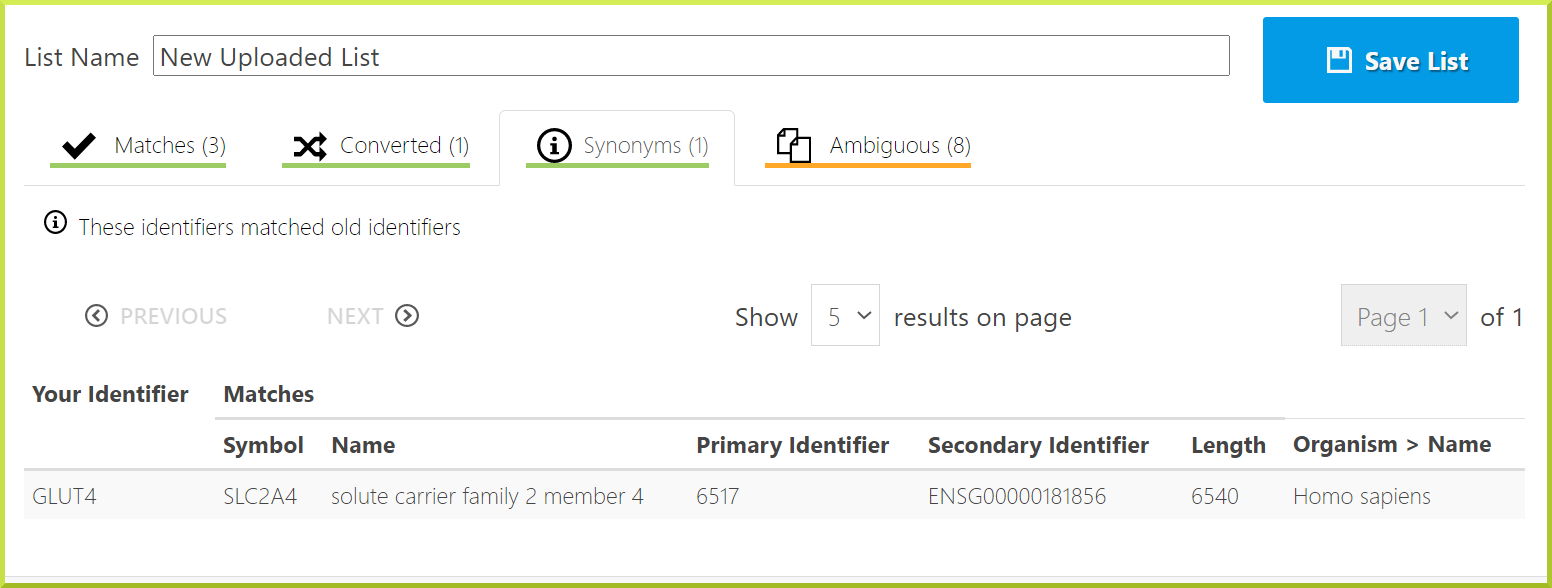 List Name New Uploaded List Save List
Matches (3) Converted (1) Synonyms (1) Ambiguous (8)
These identifiers matched old identifiers
PREVIOUS NEXT Show 5 results on page Page 1 of 1
Your Identifier Matches
Symbol Name Primary Identifier Secondary Identifier Length Organism > Name
GLUT4 SLC2A4 solute carrier family 2 member 4 6517 ENSG00000181856 6540 Homo sapiens